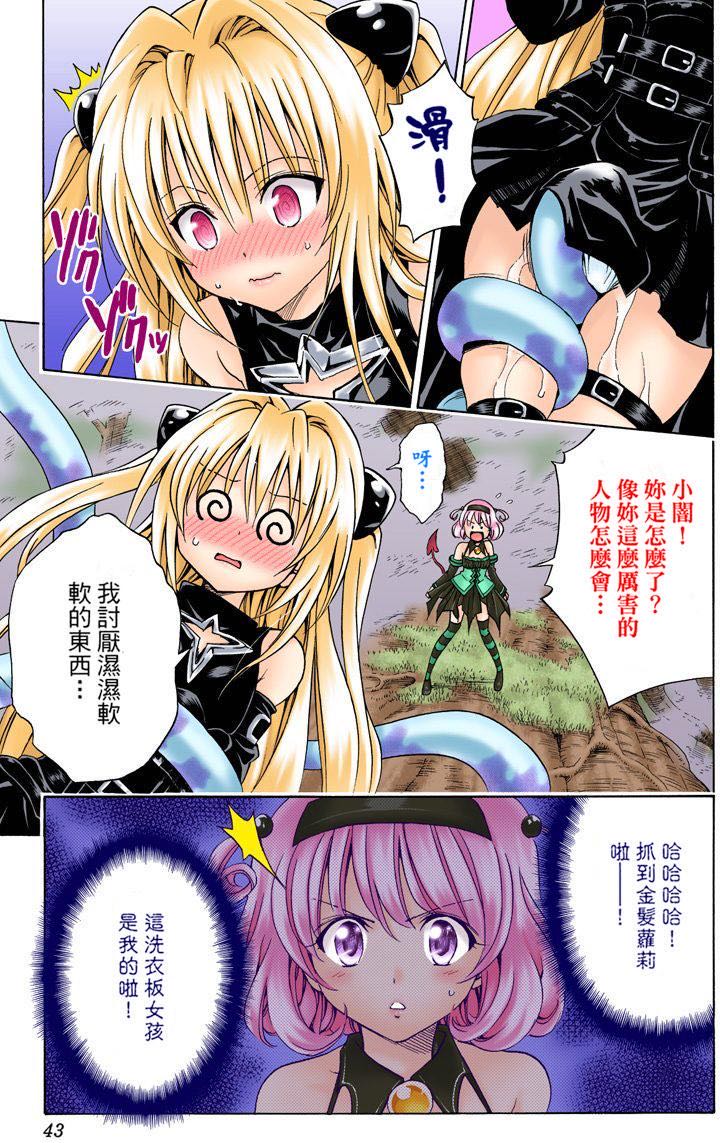 滑！
ゾクゾクッ
小闇！
妳是怎麼了？
像妳這麼厲害的
人物怎麼會…
呀…
我討厭濕濕軟
軟的東西…
哈哈哈哈！
抓到金髮蘿莉
啦——！
這洗衣板女孩
是我的啦！
43